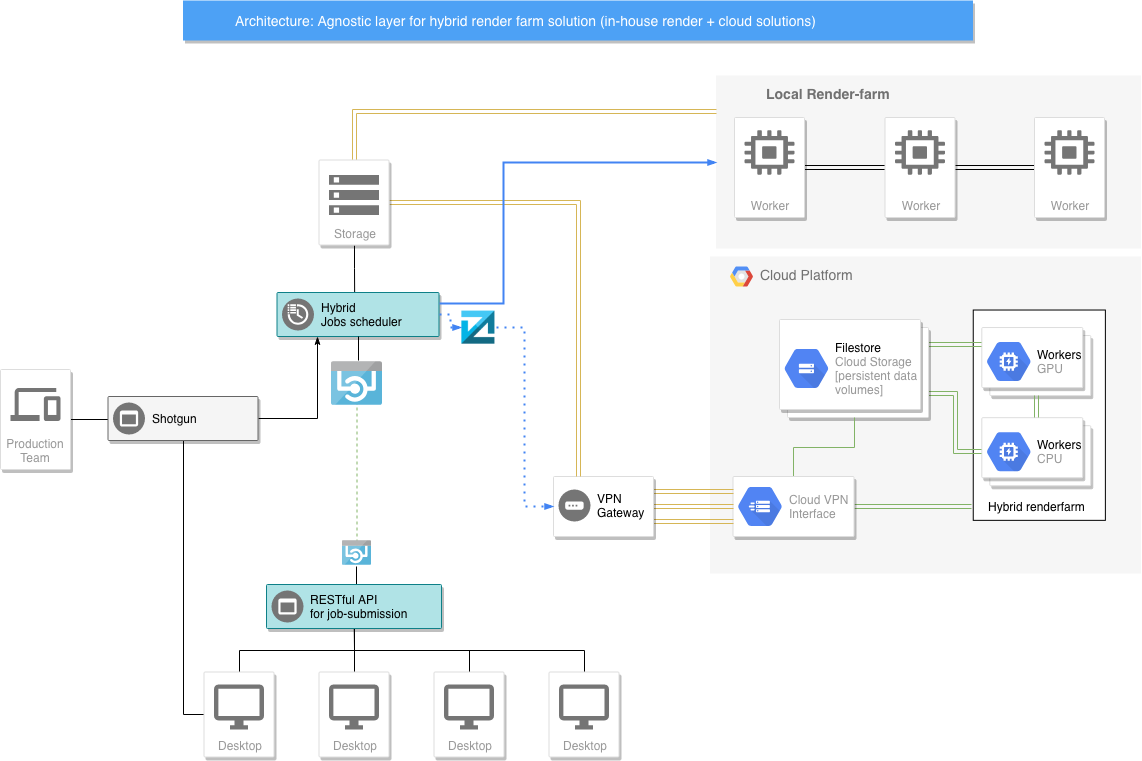 Architecture: Agnostic layer for hybrid render farm solution (in-house render + cloud solutions)
Local Render-farm
Worker
Worker
Worker
Storage
Cloud Platform
Hybrid
Jobs scheduler
Filestore
Cloud Storage
[persistent data
volumes]
Workers
GPU
Workers
CPU
Hybrid renderfarm
Shotgun
Production
Team
VPN
Gateway
Cloud VPN
Interface
RESTful API
for job-submission
Desktop
Desktop
Desktop
Desktop